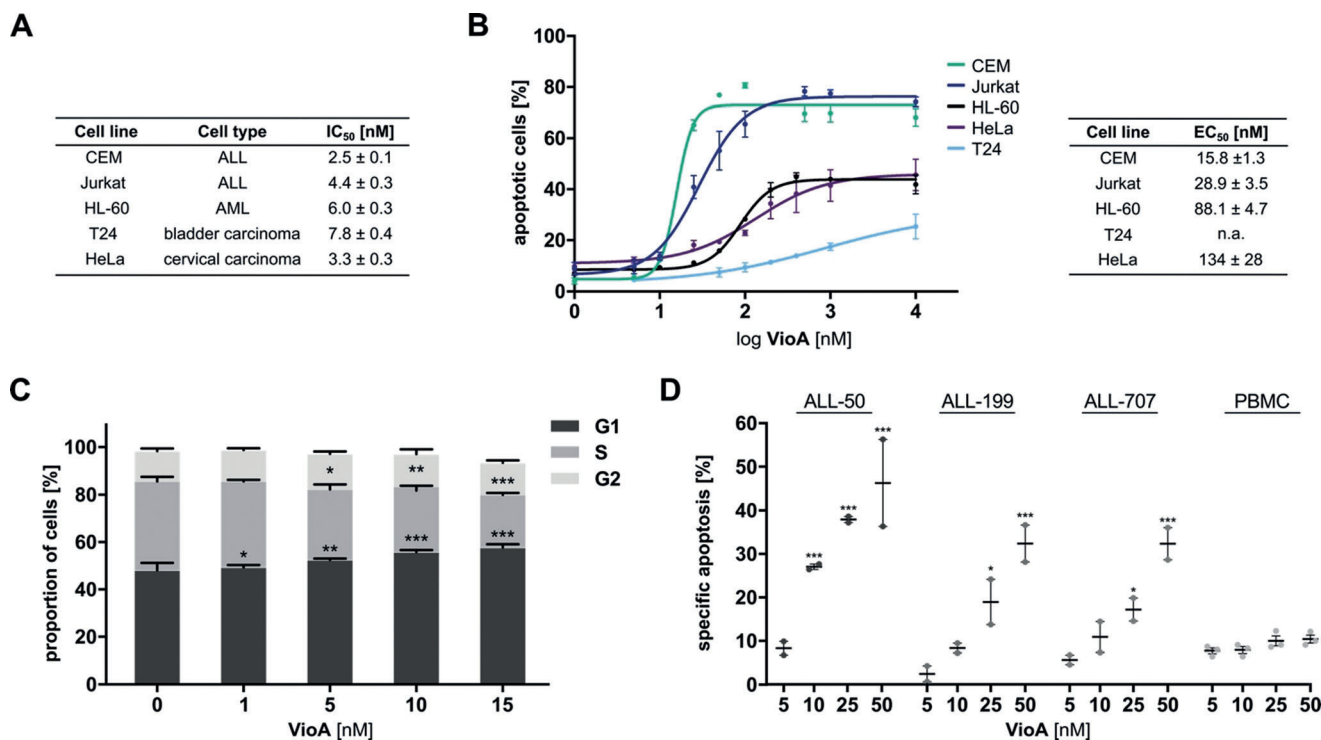 A
Cell line Cell type IC50 [nM]
CEM ALL 2.5 ± 0.1
Jurkat ALL 4.4 ± 0.3
HL-60 AML 6.0 ± 0.3
T24 bladder carcinoma 7.8 ± 0.4
HeLa cervical carcinoma 3.3 ± 0.3
B
apoptotic cells [%]
100
80
60
40
20
0
0 1 2 3 4
log VioA [nM]
CEM
Jurkat
HL-60
HeLa
T24
Cell line EC50 [nM]
CEM 15.8 ±1.3
Jurkat 28.9 ± 3.5
HL-60 88.1 ± 4.7
T24 n.a.
HeLa 134 ± 28
C
proportion of cells [%]
100
80
60
40
20
0
* ** ***
* ** *** ***
0 1 5 10 15
VioA [nM]
G1
S
G2
D
ALL-50 ALL-199 ALL-707 PBMC
specific apoptosis [%]
60
50
40
30
20
10
0
*** *** *** * *** * ***
5 10 25 50 5 10 25 50 5 10 25 50 5 10 25 50
VioA [nM]